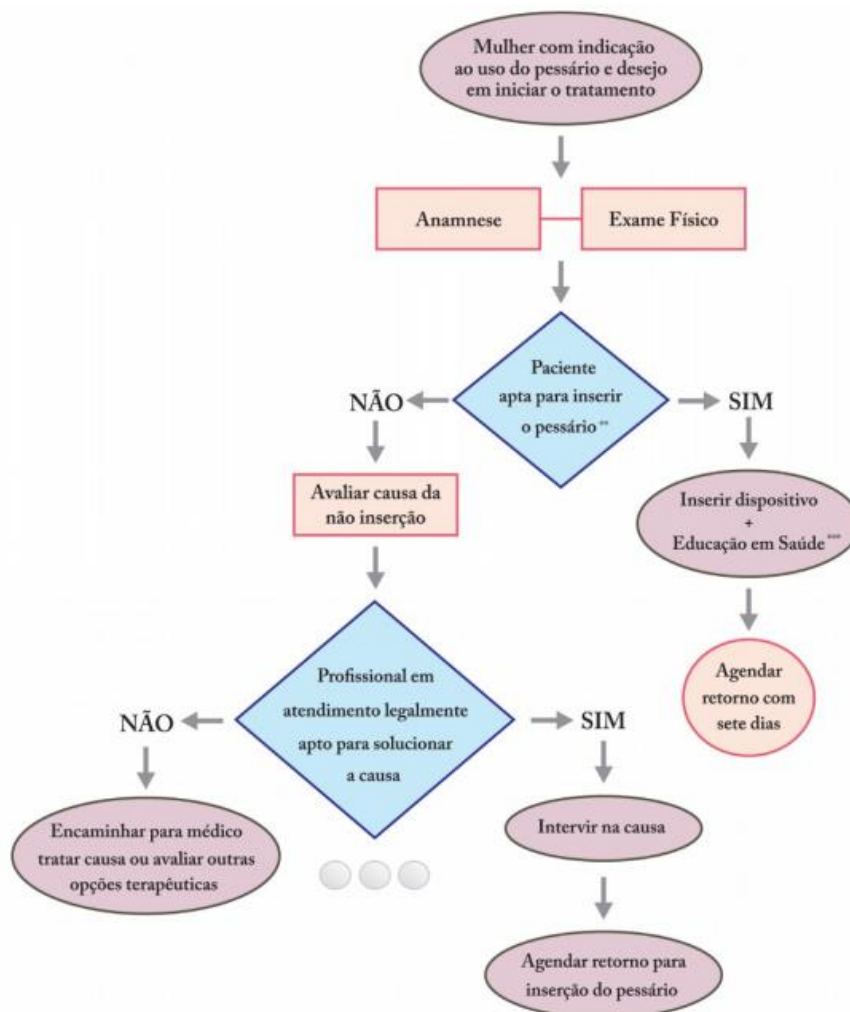 Mulher com indicação
ao uso do pessário e desejo
em iniciar o tratamento
Anamnese
Exame Físico
Paciente
apta para inserir
o pessário**
NÃO
SIM
Avaliar causa da
não inserção
Inserir dispositivo
+
Educação em Saúde***
Agendar
retorno com
sete dias
Profissional em
atendimento legalmente
apto para solucionar
a causa
NÃO
SIM
Encaminhar para médico
tratar causa ou avaliar outras
opções terapêuticas
Intervir na causa
Agendar retorno para
inserção do pessário